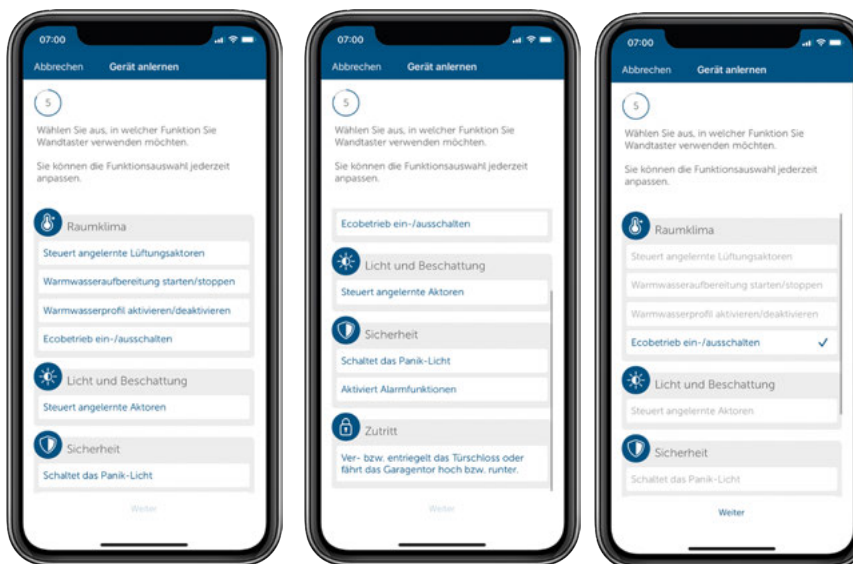 07:00
Abbrechen Gerät anlernen
5
Wählen Sie aus, in welcher Funktion Sie
Wandtaster verwenden möchten.
Sie können die Funktionsauswahl jederzeit
anpassen.
Raumklima
Steuert angelernte Lüftungsaktoren
Warmwasseraufbereitung starten/stoppen
Warmwasserprofil aktivieren/deaktivieren
Ecobetrieb ein-/ausschalten
Licht und Beschattung
Steuert angelernte Aktoren
Sicherheit
Schaltet das Panik-Licht
Weiter
07:00
Abbrechen Gerät anlernen
5
Wählen Sie aus, in welcher Funktion Sie
Wandtaster verwenden möchten.
Sie können die Funktionsauswahl jederzeit
anpassen.
Ecobetrieb ein-/ausschalten
Licht und Beschattung
Steuert angelernte Aktoren
Sicherheit
Schaltet das Panik-Licht
Aktiviert Alarmfunktionen
Zutritt
Ver- bzw. entriegelt das Türschloss oder
fährt das Garagentor hoch bzw. runter.
Weiter
07:00
Abbrechen Gerät anlernen
5
Wählen Sie aus, in welcher Funktion Sie
Wandtaster verwenden möchten.
Sie können die Funktionsauswahl jederzeit
anpassen.
Raumklima
Steuert angelernte Lüftungsaktoren
Warmwasseraufbereitung starten/stoppen
Warmwasserprofil aktivieren/deaktivieren
Ecobetrieb ein-/ausschalten
Licht und Beschattung
Steuert angelernte Aktoren
Sicherheit
Schaltet das Panik-Licht
Weiter